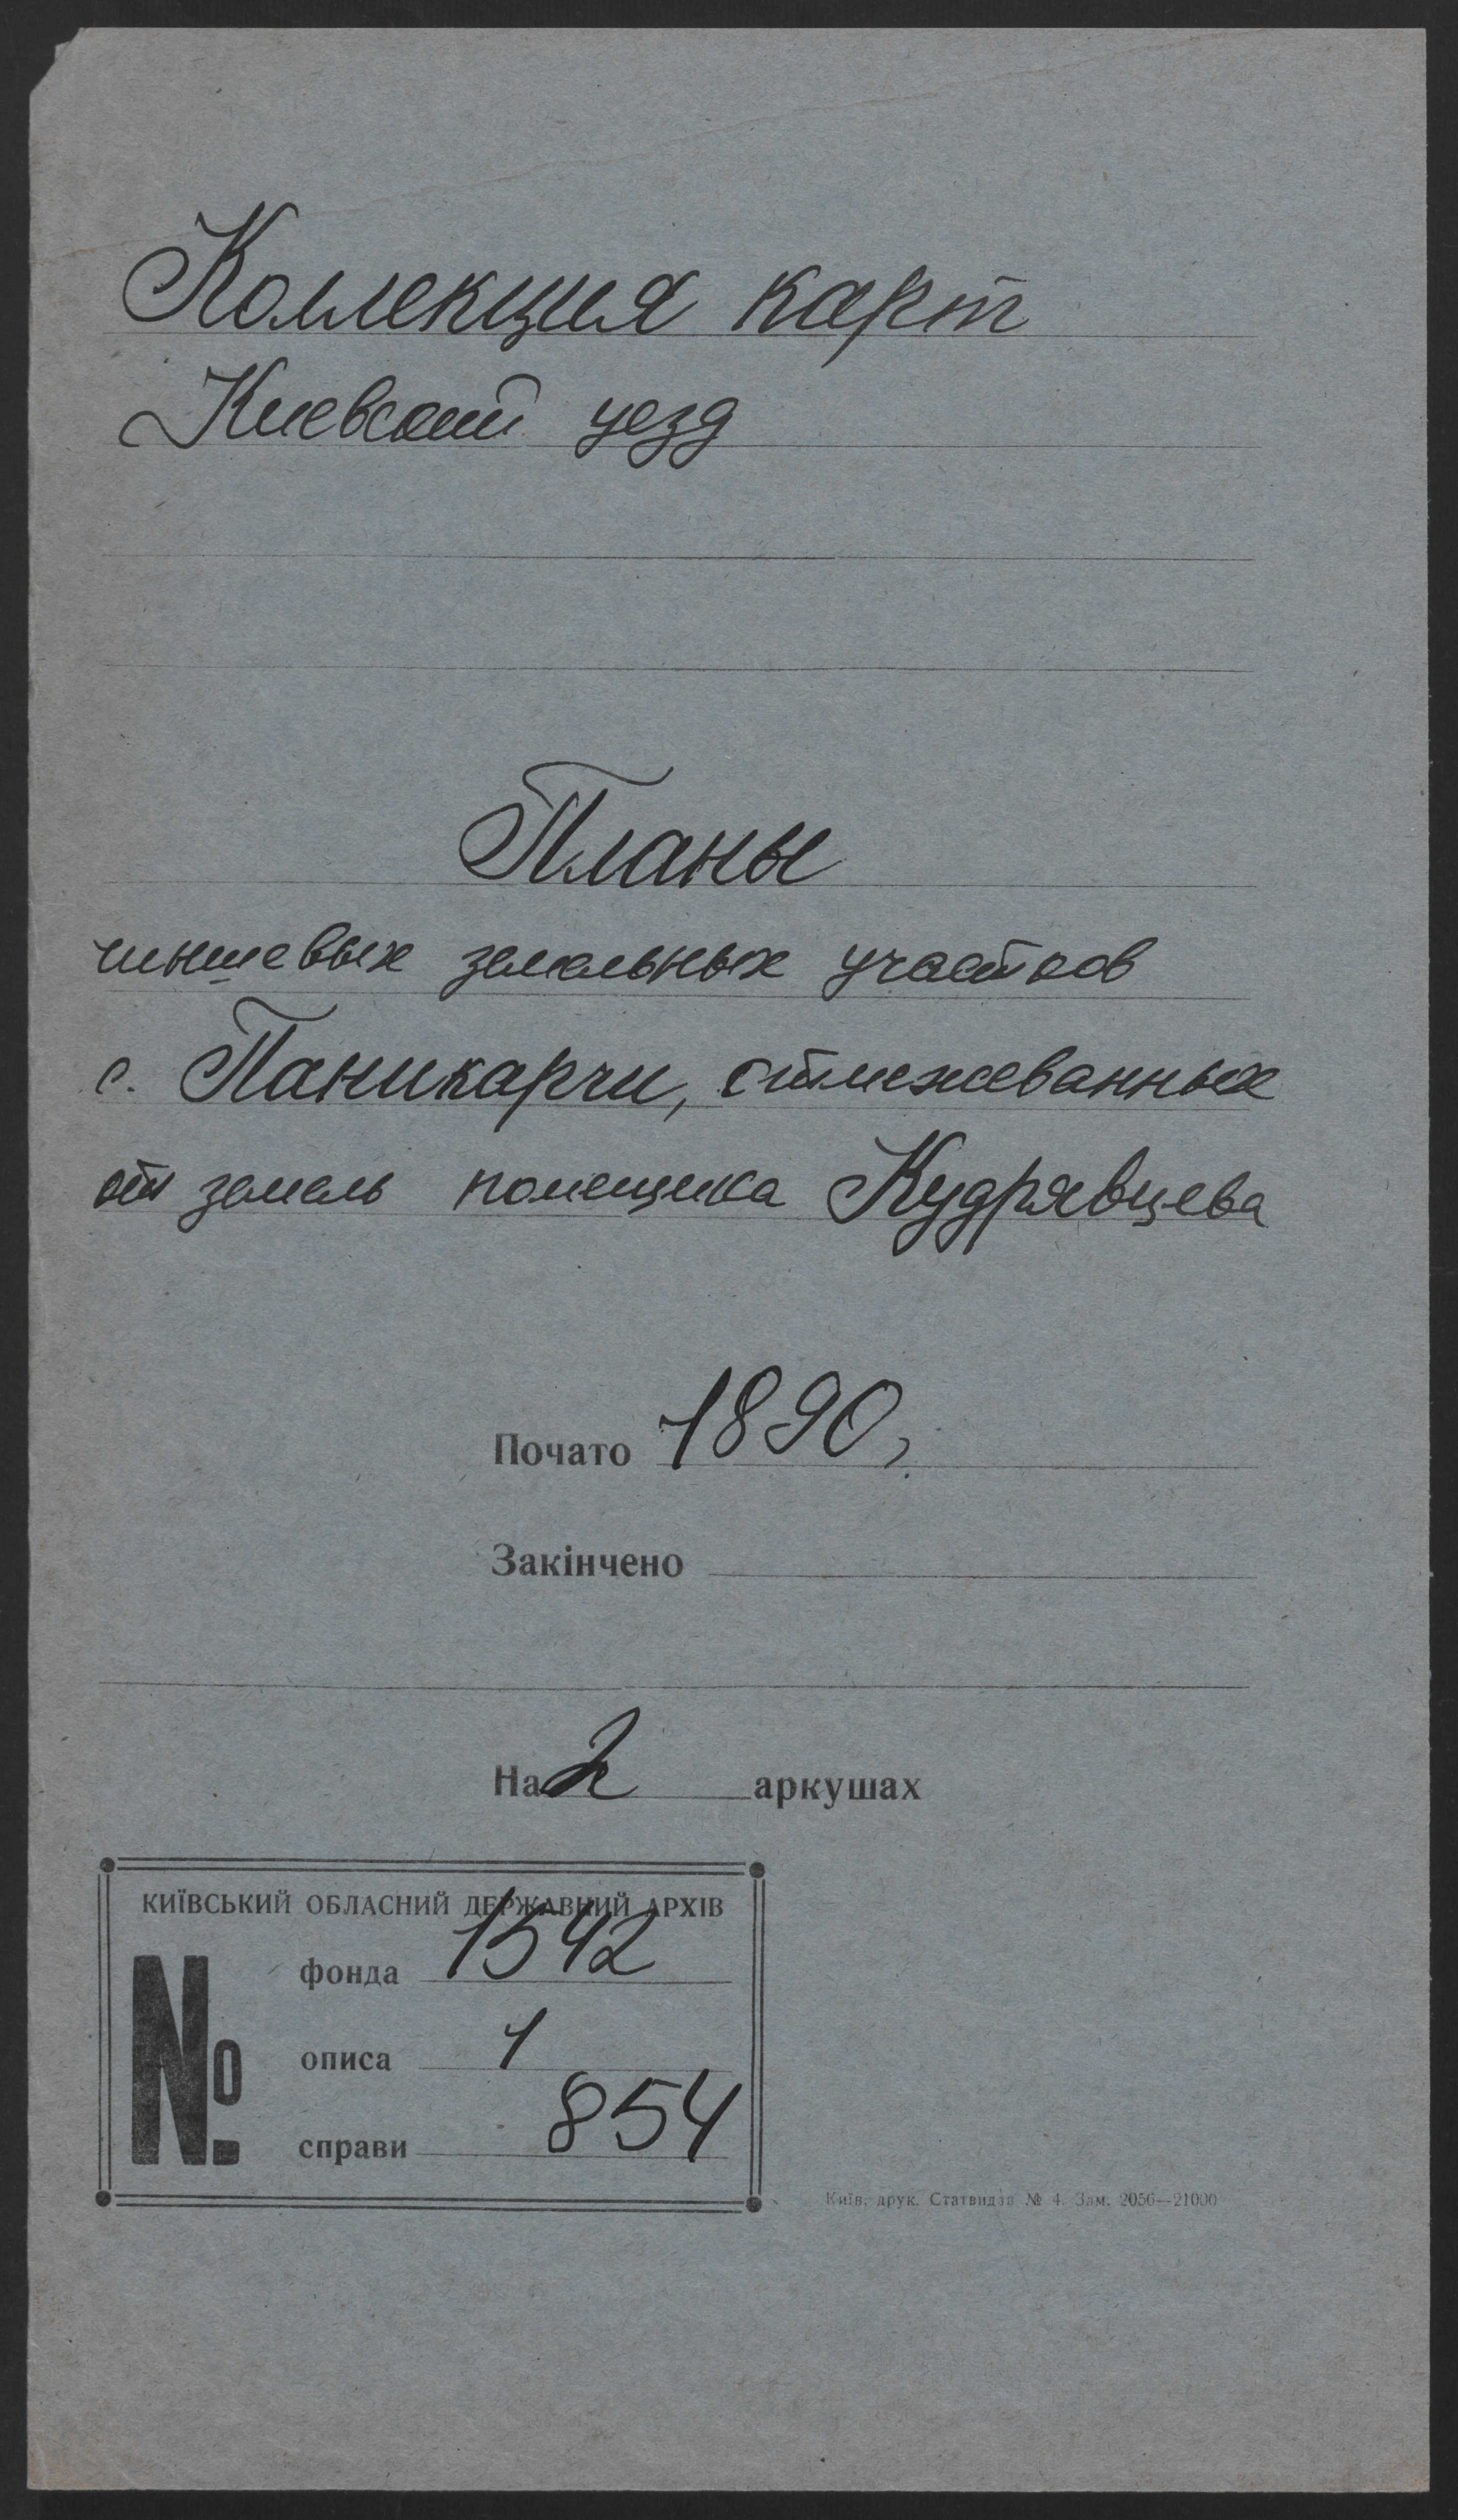 Коллекция карт
Киевский уезд
Планы
чиншевых земельных участков
с. Паникарчи, отмежеванных
от земель помещика Кудрявцева
Почато 1890г.
Закінчено
На 2 аркушах
КИЇВСЬКИЙ ОБЛАСНИЙ ДЕРЖАВНИЙ АРХІВ
№
фонда 1542
описа 1
справи 854
Київ, друк. Статвидав № 4. Зам. 2056—21000